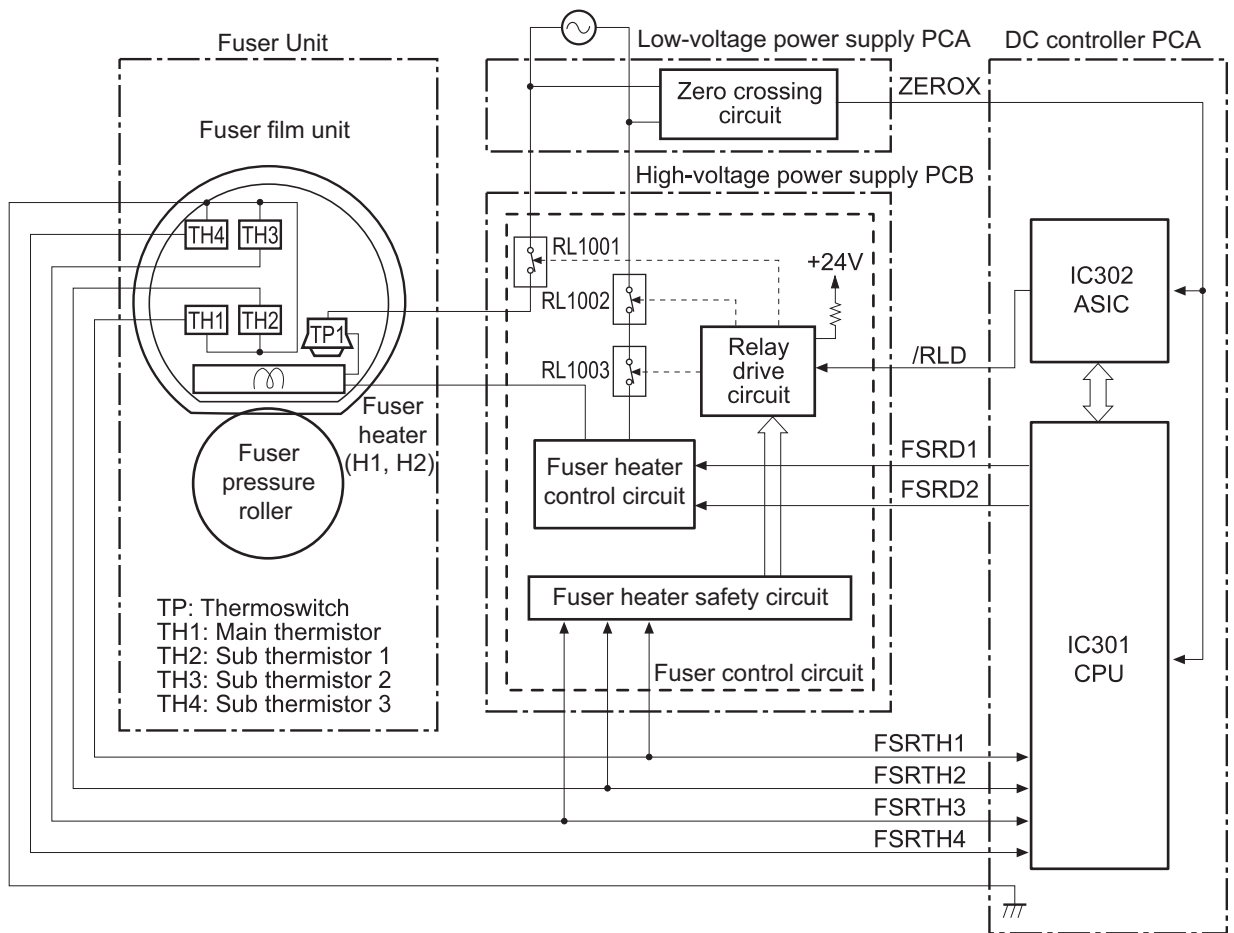 Fuser Unit
Low-voltage power supply PCA
DC controller PCA
ZEROX
Zero crossing
circuit
Fuser film unit
High-voltage power supply PCB
TH4
TH3
RL1001
+24V
IC302
ASIC
RL1002
TH1
TH2
TP1
Relay
drive
circuit
/RLD
RL1003
Fuser
heater
(H1, H2)
Fuser
pressure
roller
Fuser heater
control circuit
FSRD1
FSRD2
Fuser heater safety circuit
TP: Thermoswitch
TH1: Main thermistor
TH2: Sub thermistor 1
TH3: Sub thermistor 2
TH4: Sub thermistor 3
Fuser control circuit
IC301
CPU
FSRTH1
FSRTH2
FSRTH3
FSRTH4